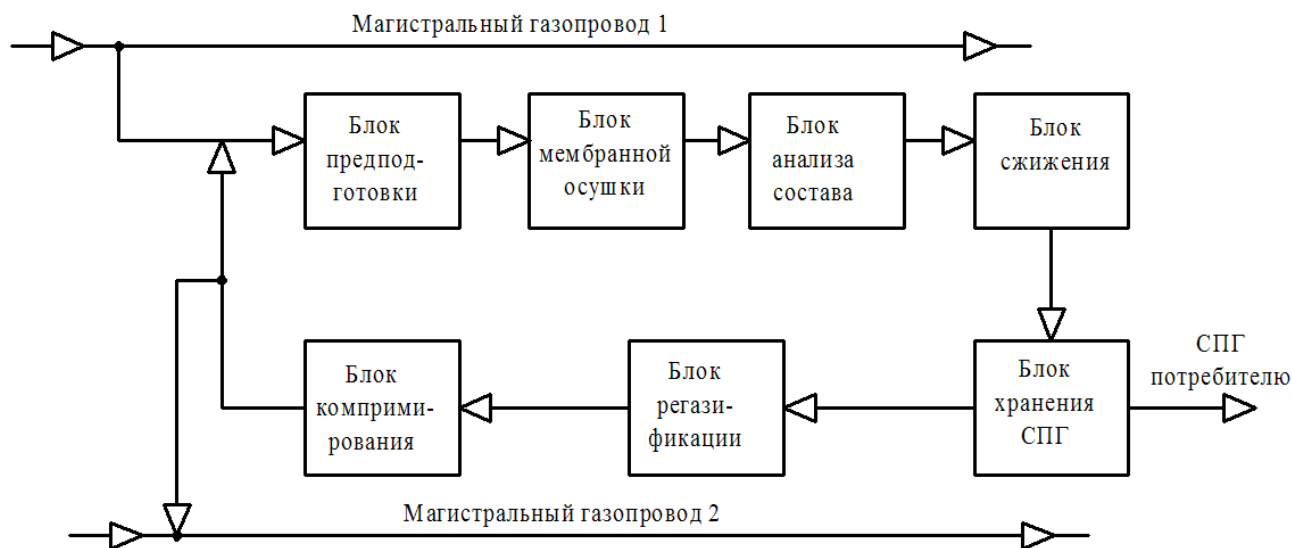 Магистральный газопровод 1
Блок
предпод-
готовки
Блок
мембранной
осушки
Блок
анализа
состава
Блок
сжижения
Блок
комприми-
рования
Блок
регази-
фикации
Блок
хранения
СПГ
СПГ
потребителю
Магистральный газопровод 2